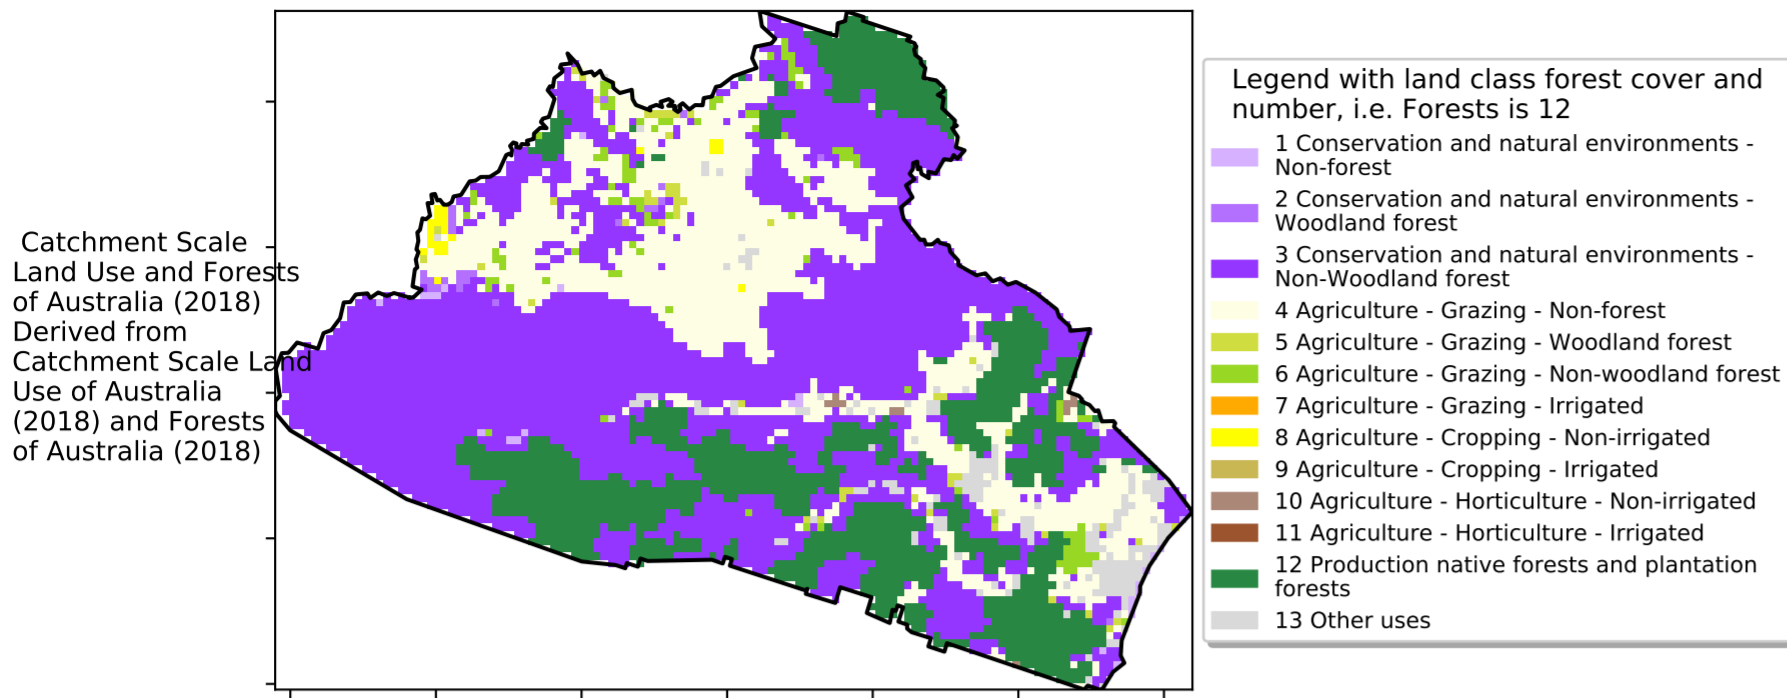 Catchment Scale
Land Use and Forests
of Australia (2018)
Derived from
Catchment Scale Land
Use of Australia
(2018) and Forests
of Australia (2018)
Legend with land class forest cover and
number, i.e. Forests is 12
1 Conservation and natural environments -
Non-forest
2 Conservation and natural environments -
Woodland forest
3 Conservation and natural environments -
Non-Woodland forest
4 Agriculture - Grazing - Non-forest
5 Agriculture - Grazing - Woodland forest
6 Agriculture - Grazing - Non-woodland forest
7 Agriculture - Grazing - Irrigated
8 Agriculture - Cropping - Non-irrigated
9 Agriculture - Cropping - Irrigated
10 Agriculture - Horticulture - Non-irrigated
11 Agriculture - Horticulture - Irrigated
12 Production native forests and plantation
forests
13 Other uses